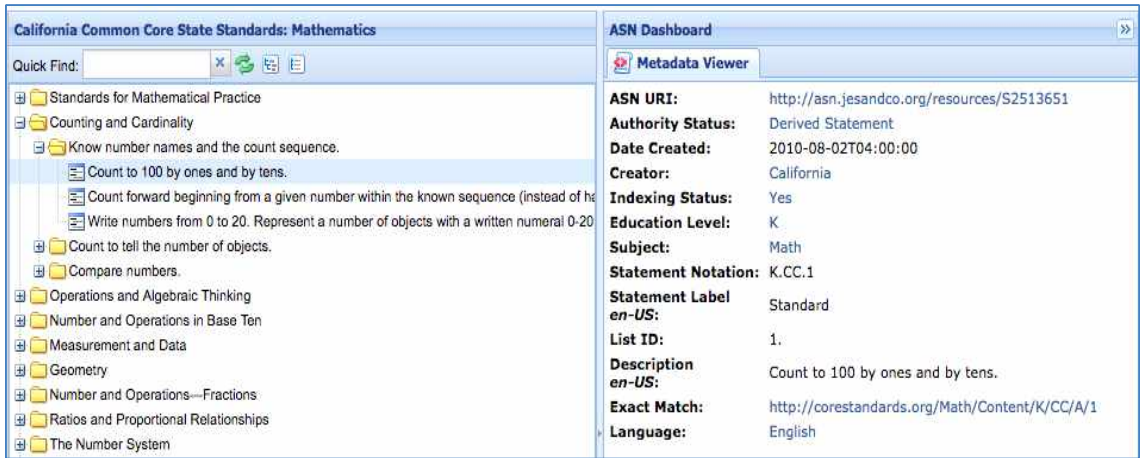 California Common Core State Standards: Mathematics
Quick Find:
Standards for Mathematical Practice
Counting and Cardinality
Know number names and the count sequence.
Count to 100 by ones and by tens.
Count forward beginning from a given number within the known sequence (instead of ha
Write numbers from 0 to 20. Represent a number of objects with a written numeral 0-20
Count to tell the number of objects.
Compare numbers.
Operations and Algebraic Thinking
Number and Operations in Base Ten
Measurement and Data
Geometry
Number and Operations—Fractions
Ratios and Proportional Relationships
The Number System
ASN Dashboard
Metadata Viewer
ASN URI: http://asn.jesandco.org/resources/S2513651
Authority Status: Derived Statement
Date Created: 2010-08-02T04:00:00
Creator: California
Indexing Status: Yes
Education Level: K
Subject: Math
Statement Notation: K.CC.1
Statement Label
en-US: Standard
List ID: 1.
Description
en-US: Count to 100 by ones and by tens.
Exact Match: http://corestandards.org/Math/Content/K/CC/A/1
Language: English